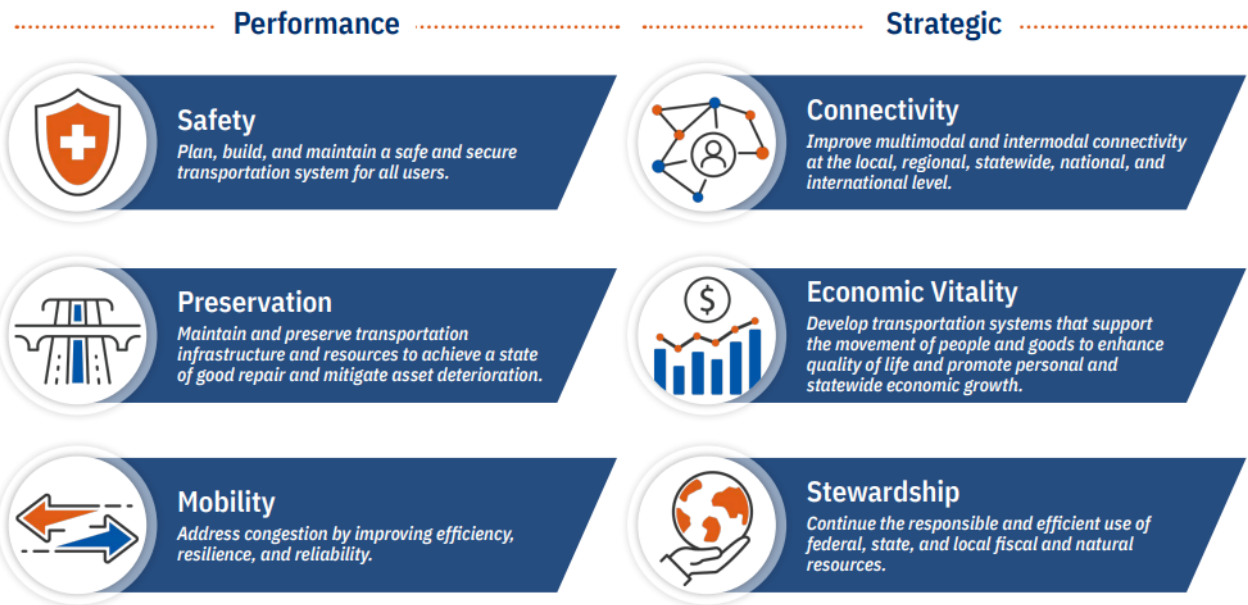 Performance
Safety
Plan, build, and maintain a safe and secure
transportation system for all users.
Preservation
Maintain and preserve transportation
infrastructure and resources to achieve a state
of good repair and mitigate asset deterioration.
Mobility
Address congestion by improving efficiency,
resilience, and reliability.
Strategic
Connectivity
Improve multimodal and intermodal connectivity
at the local, regional, statewide, national, and
international level.
$
Economic Vitality
Develop transportation systems that support
the movement of people and goods to enhance
quality of life and promote personal and
statewide economic growth.
Stewardship
Continue the responsible and efficient use of
federal, state, and local fiscal and natural
resources.